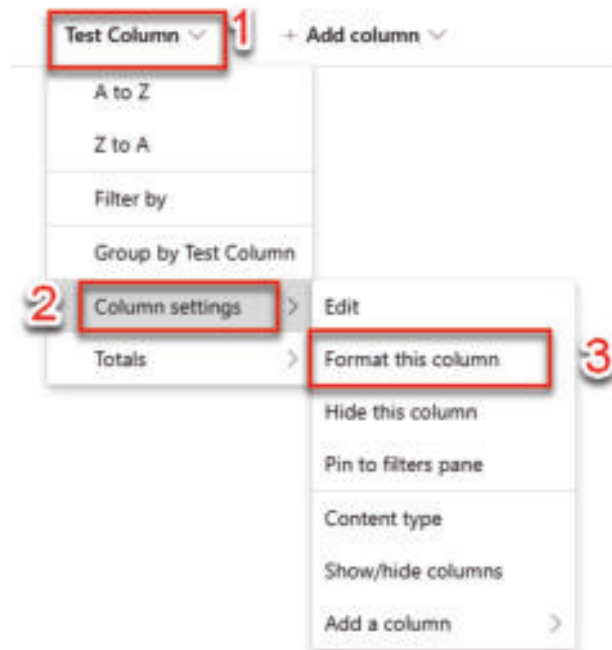 Test Column 1 + Add column
A to Z
Z to A
Filter by
Group by Test Column
2 Column settings > Edit
Totals > Format this column 3
Hide this column
Pin to filters pane
Content type
Show/hide columns
Add a column >